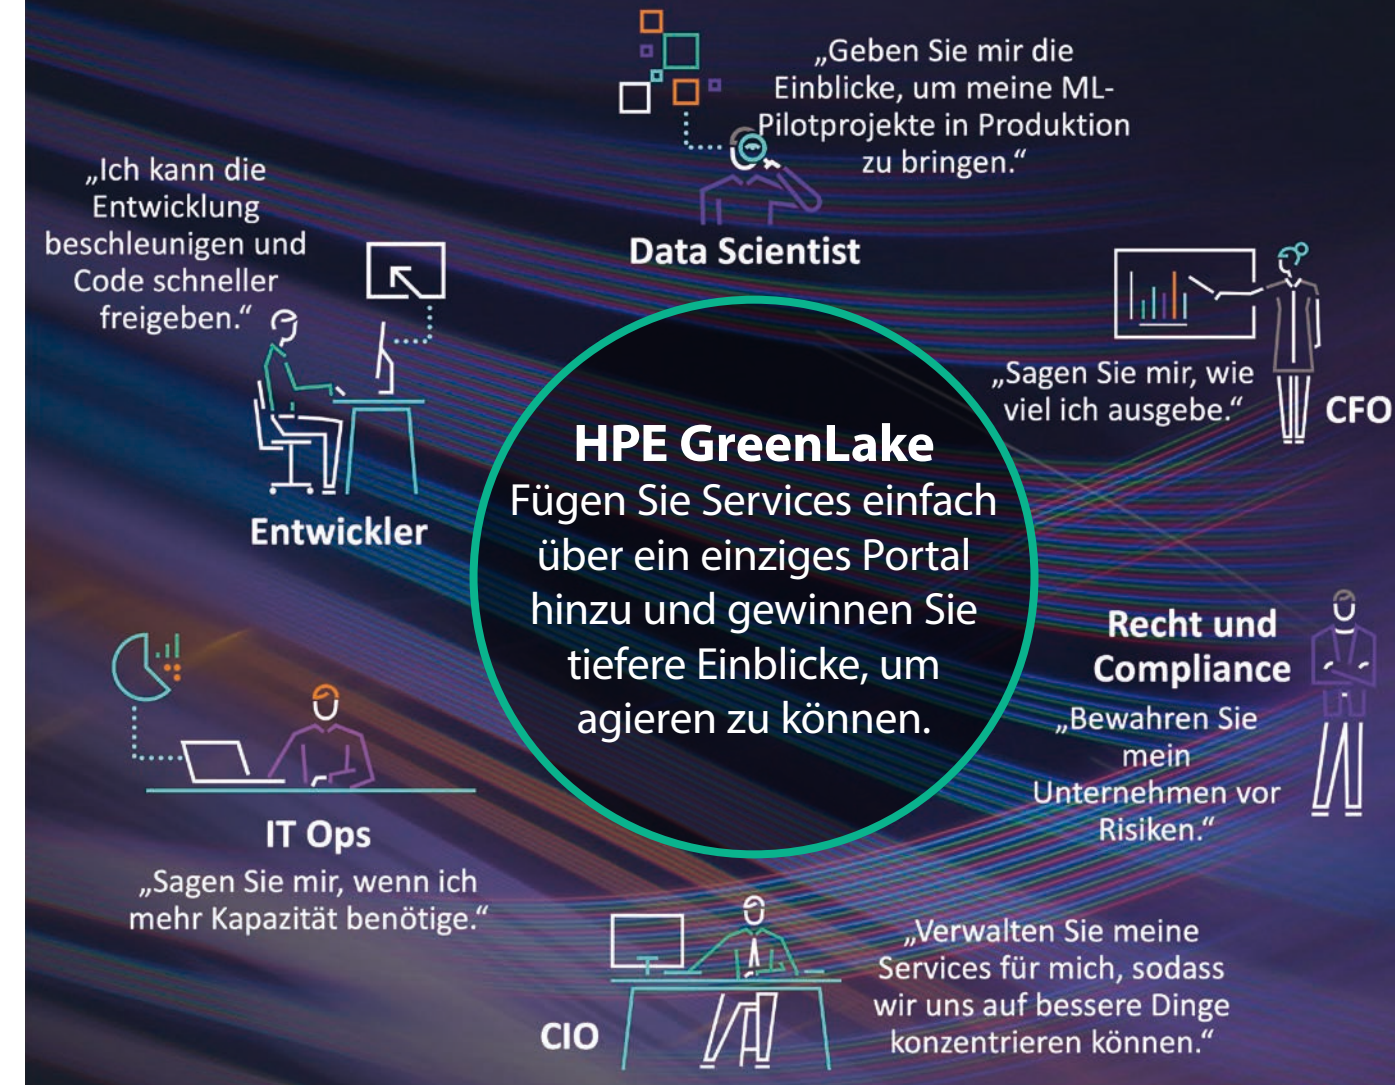 „Geben Sie mir die
Einblicke, um meine ML-
Pilotprojekte in Produktion
zu bringen.“
Data Scientist
„Ich kann die
Entwicklung
beschleunigen und
Code schneller
freigeben.“
Entwickler
„Sagen Sie mir, wie
viel ich ausgebe.“
CFO
HPE GreenLake
Fügen Sie Services einfach
über ein einziges Portal
hinzu und gewinnen Sie
tiefere Einblicke, um
agieren zu können.
Recht und
Compliance
„Bewahren Sie
mein
Unternehmen vor
Risiken.“
IT Ops
„Sagen Sie mir, wenn ich
mehr Kapazität benötige.“
CIO
„Verwalten Sie meine
Services für mich, sodass
wir uns auf bessere Dinge
konzentrieren können.“